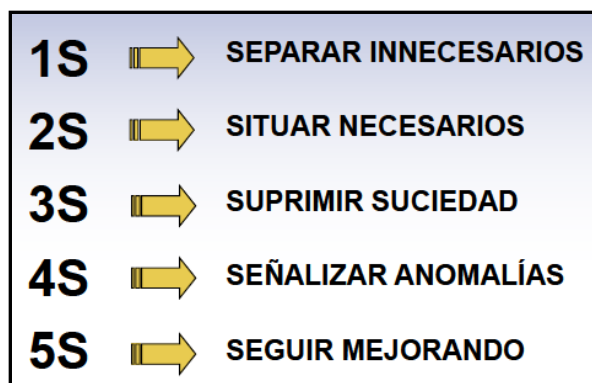 1S SEPARAR INNECESARIOS
2S SITUAR NECESARIOS
3S SUPRIMIR SUCIEDAD
4S SEÑALIZAR ANOMALÍAS
5S SEGUIR MEJORANDO